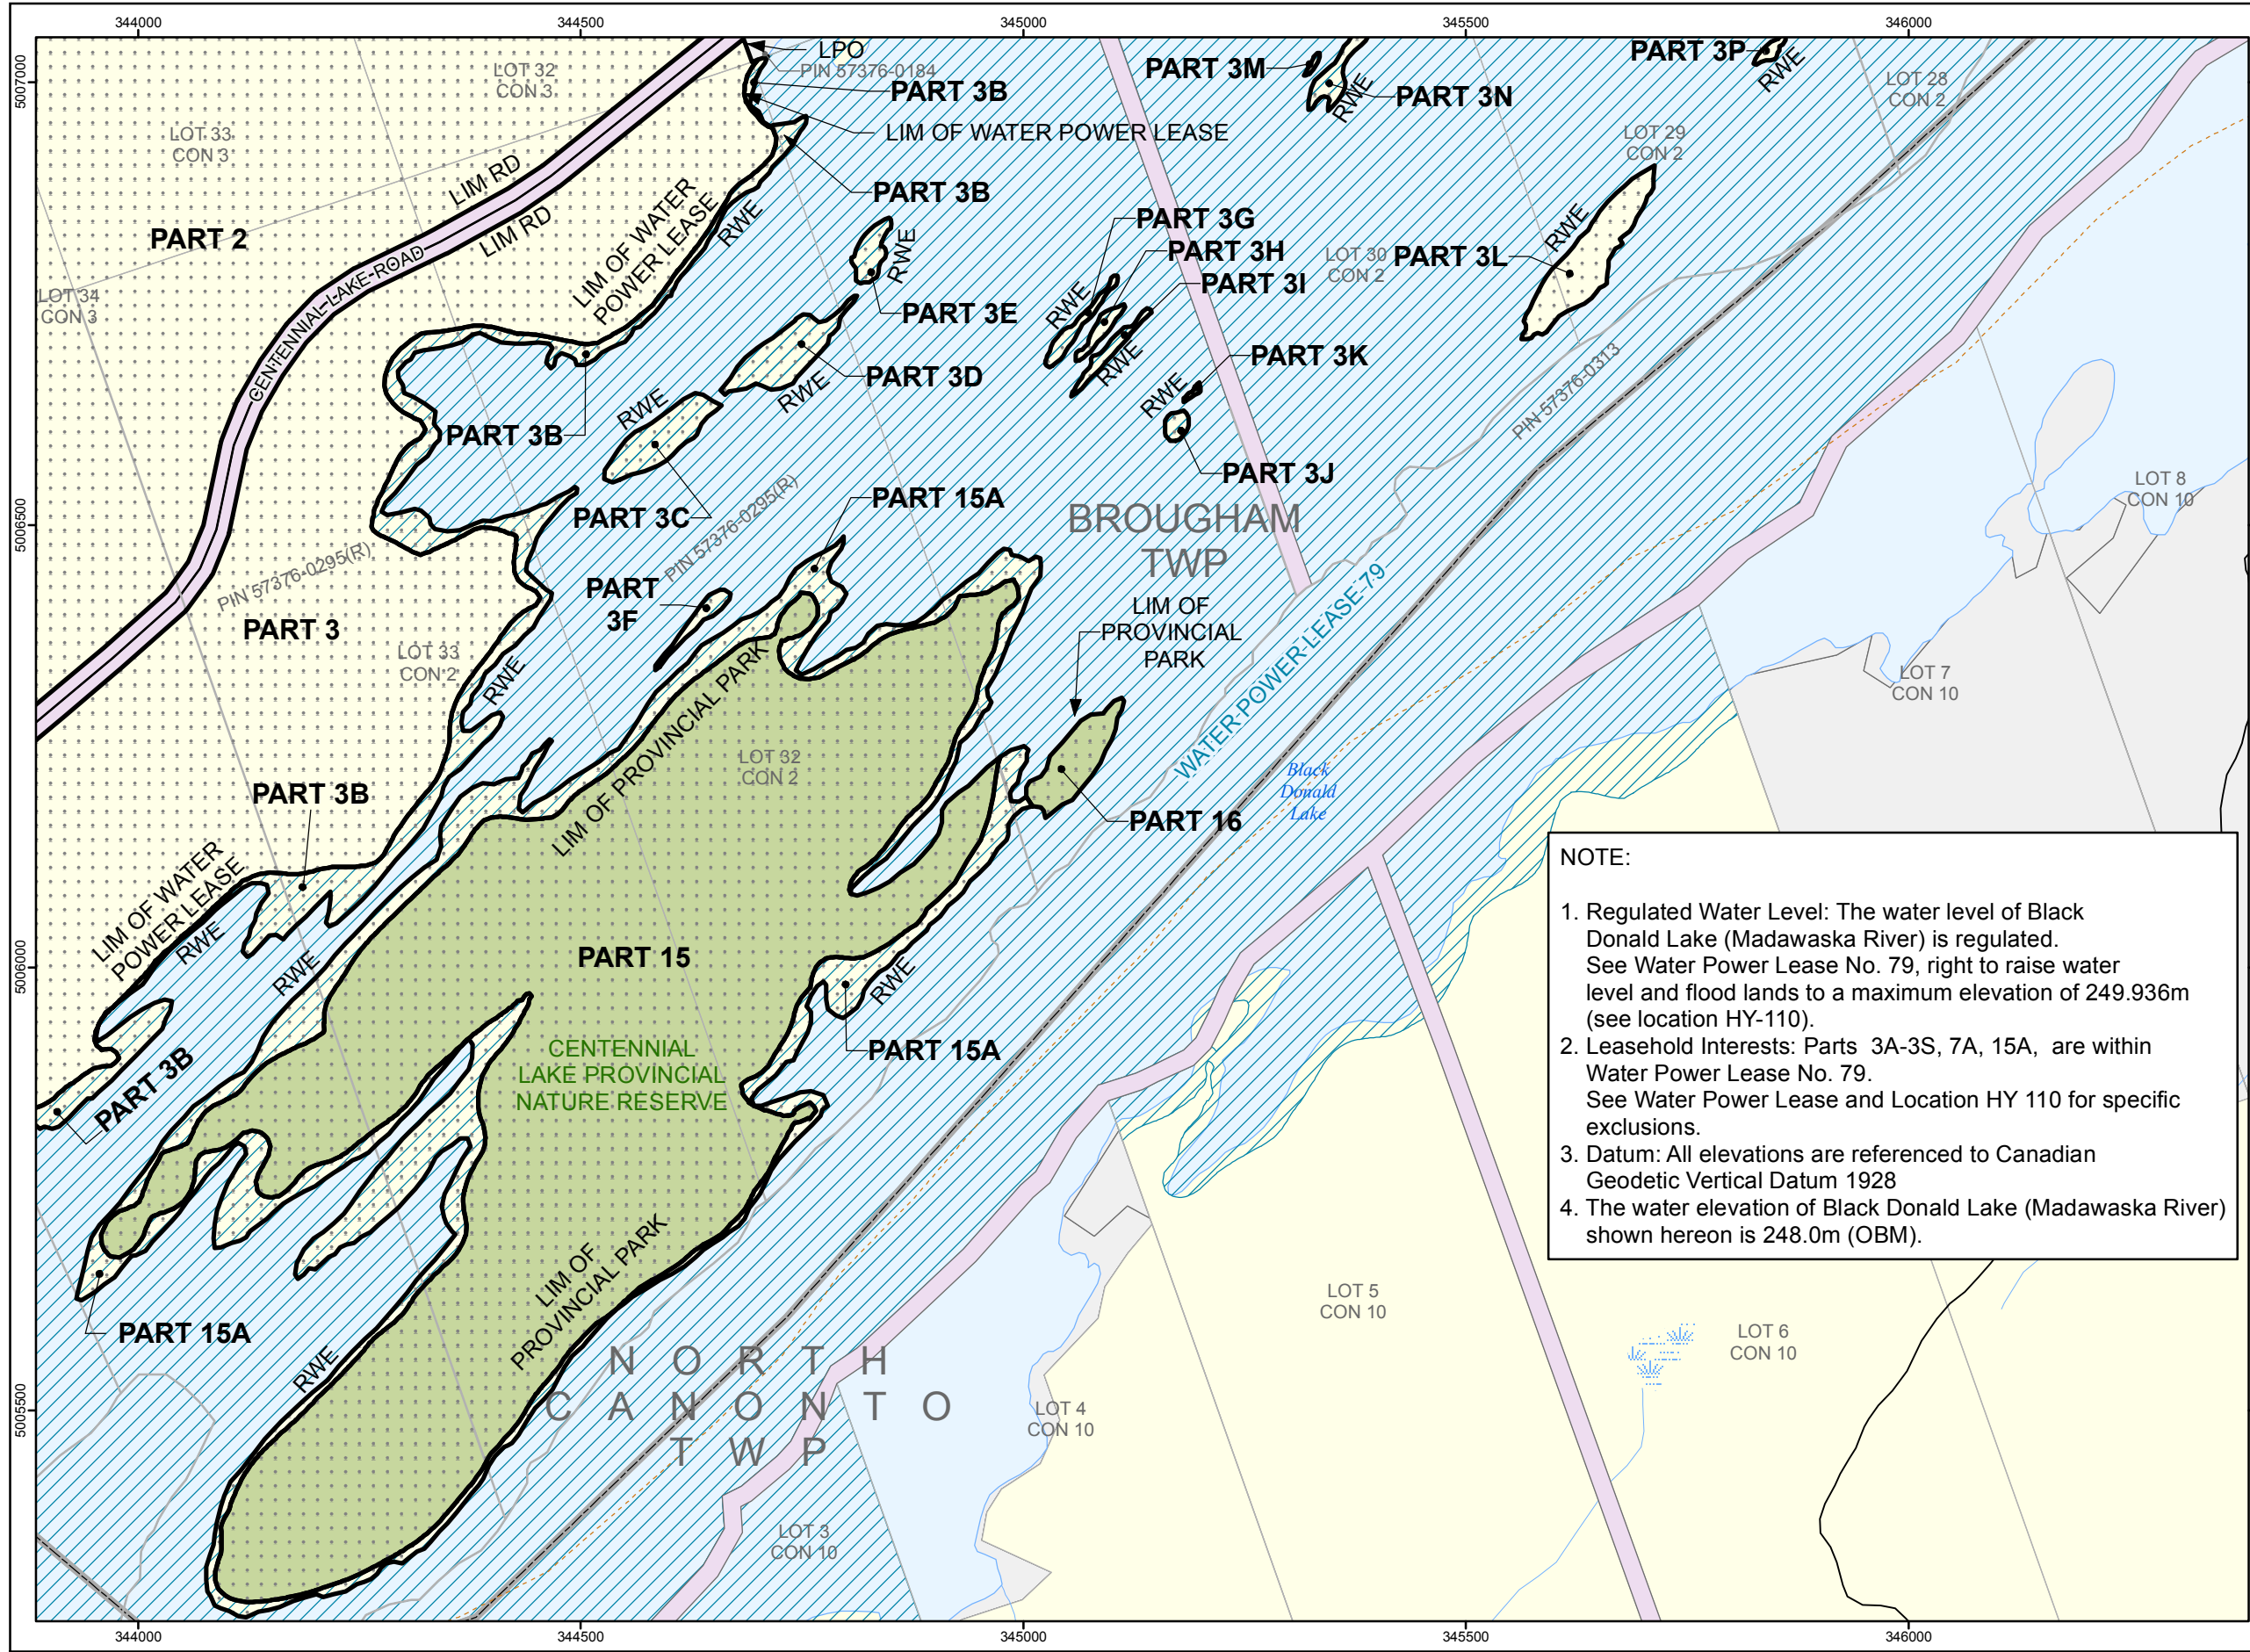 344000
344500
345000
345500
346000
5007000
5006500
5006000
5005500
LPO
PIN 57376-0184
PART 3B
LIM OF WATER POWER LEASE
PART 3B
LOT 32
CON 3
LOT 33
CON 3
LOT 34
CON 3
PART 2
LIM RD
LIM RD
CENTENNIAL LAKE ROAD
LIM OF WATER
POWER LEASE
RWE
PART 3M
RWE
PART 3N
PART 3P
RWE
LOT 28
CON 2
LOT 29
CON 2
PART 3G
PART 3H
LOT 30
CON 2
PART 3I
RWE
RWE
PART 3L
RWE
RWE
PART 3E
PART 3D
RWE
PART 3K
RWE
PART 3J
RWE
PART 3B
PART 3C
PIN 57376-0295(R)
PART 15A
PIN 57376-0313
BROUGHAM
TWP
LOT 8
CON 10
PIN 57376-0295(R)
PART 3
LOT 33
CON 2
PART
3F
RWE
LIM OF
PROVINCIAL
PARK
WATER POWER LEASE 79
LOT 7
CON 10
LIM OF PROVINCIAL PARK
LOT 32
CON 2
PART 16
Black
Donald
Lake
PART 3B
LIM OF WATER
POWER LEASE
RWE
RWE
PART 15
RWE
PART 15A
PART 3B
CENTENNIAL
LAKE PROVINCIAL
NATURE RESERVE
PART 15A
RWE
LIM OF
PROVINCIAL PARK
NORTH
CANONTO
TWP
LOT 3
CON 10
LOT 4
CON 10
LOT 5
CON 10
LOT 6
CON 10
NOTE:
1. Regulated Water Level: The water level of Black
Donald Lake (Madawaska River) is regulated.
See Water Power Lease No. 79, right to raise water
level and flood lands to a maximum elevation of 249.936m
(see location HY-110).
2. Leasehold Interests: Parts 3A-3S, 7A, 15A, are within
Water Power Lease No. 79.
See Water Power Lease and Location HY 110 for specific
exclusions.
3. Datum: All elevations are referenced to Canadian
Geodetic Vertical Datum 1928
4. The water elevation of Black Donald Lake (Madawaska River)
shown hereon is 248.0m (OBM).
344000
344500
345000
345500
346000